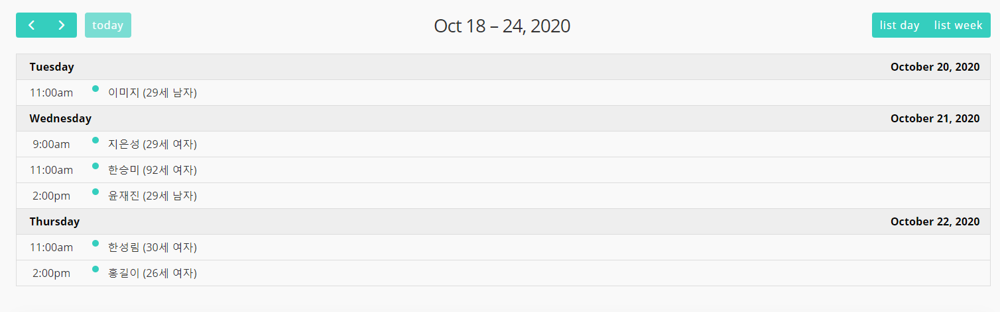 today
Oct 18 – 24, 2020
list day list week
Tuesday October 20, 2020
11:00am 이미지 (29세 남자)
Wednesday October 21, 2020
9:00am 지은성 (29세 여자)
11:00am 한승미 (92세 여자)
2:00pm 윤재진 (29세 남자)
Thursday October 22, 2020
11:00am 한성림 (30세 여자)
2:00pm 홍길이 (26세 여자)